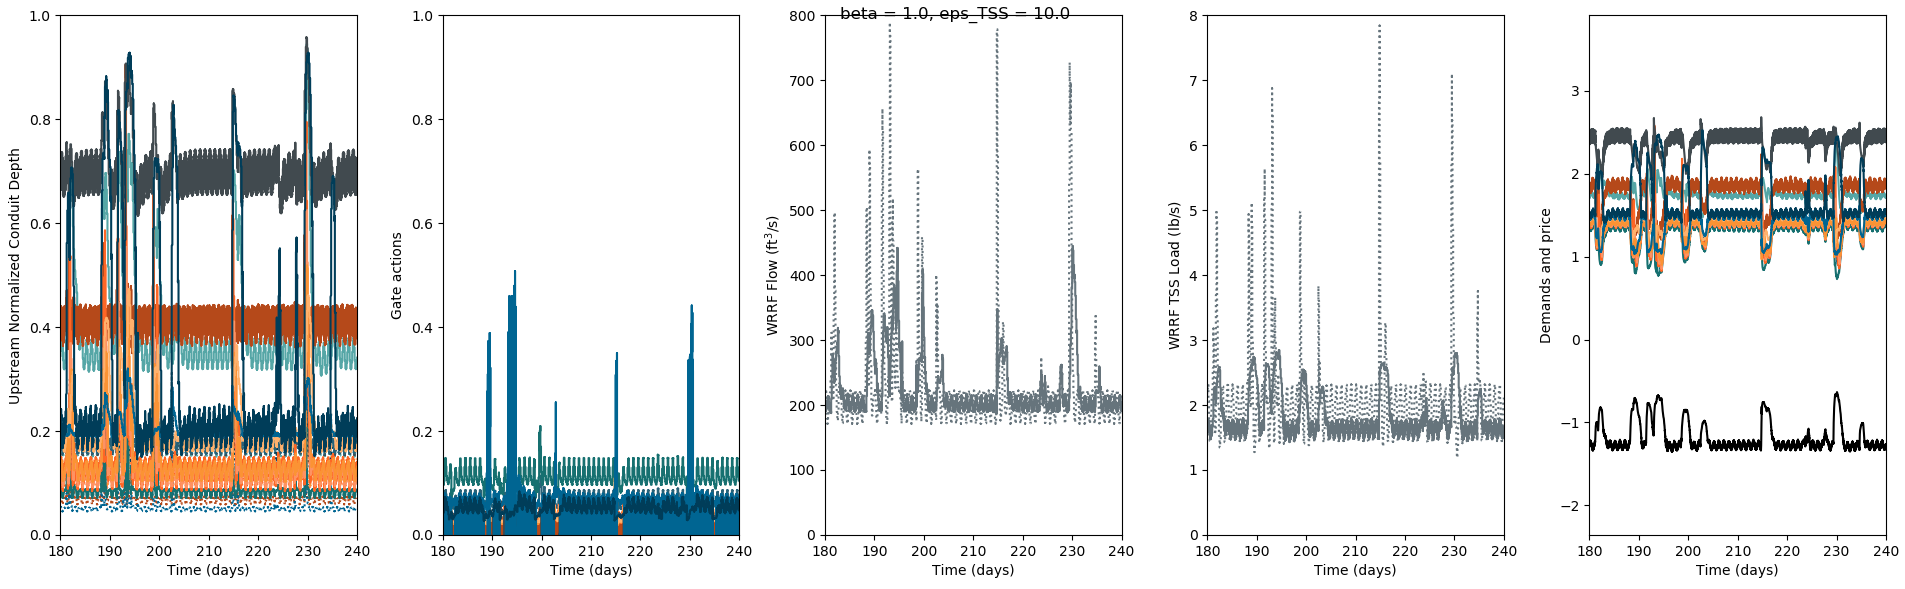 beta = 1.0, eps_TSS = 10.0
Upstream Normalized Conduit Depth
1.0
0.8
0.6
0.4
0.2
0.0
180 190 200 210 220 230 240
Time (days)
Gate actions
1.0
0.8
0.6
0.4
0.2
0.0
180 190 200 210 220 230 240
Time (days)
WRRF Flow (ft³/s)
800
700
600
500
400
300
200
100
0
180 190 200 210 220 230 240
Time (days)
WRRF TSS Load (lb/s)
8
7
6
5
4
3
2
1
0
180 190 200 210 220 230 240
Time (days)
Demands and price
3
2
1
0
−1
−2
180 190 200 210 220 230 240
Time (days)